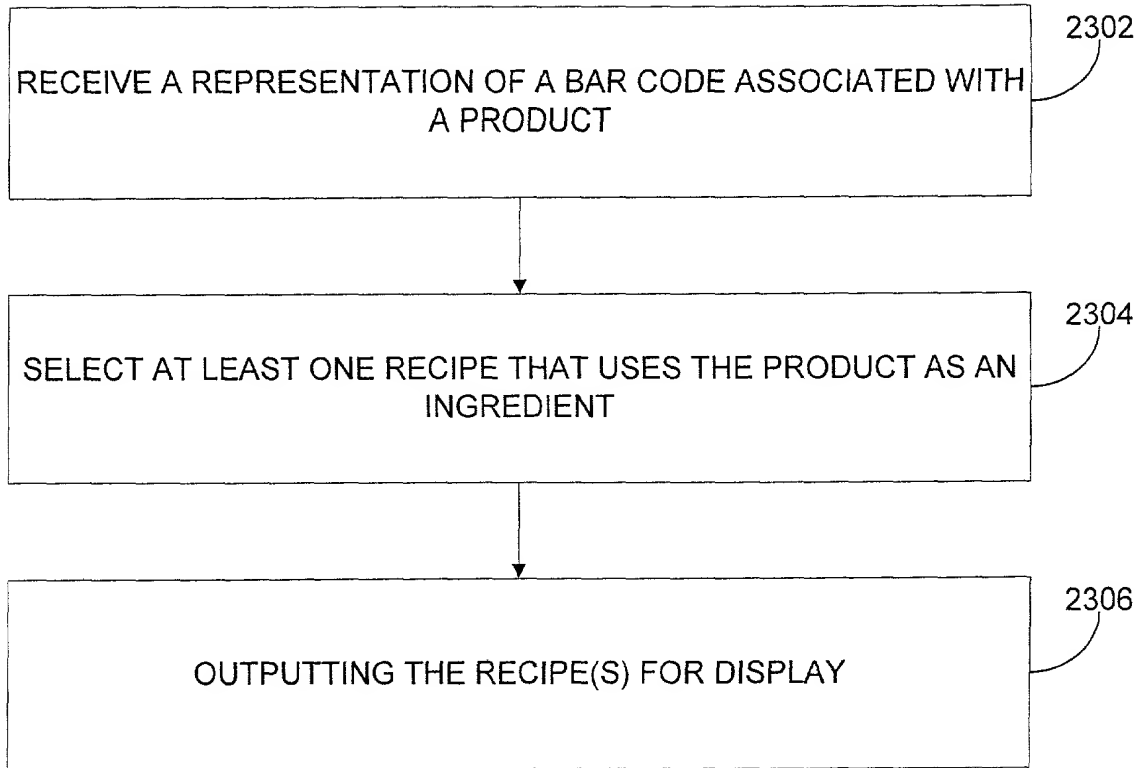 2302
RECEIVE A REPRESENTATION OF A BAR CODE ASSOCIATED WITH
A PRODUCT
2304
SELECT AT LEAST ONE RECIPE THAT USES THE PRODUCT AS AN
INGREDIENT
2306
OUTPUTTING THE RECIPE(S) FOR DISPLAY